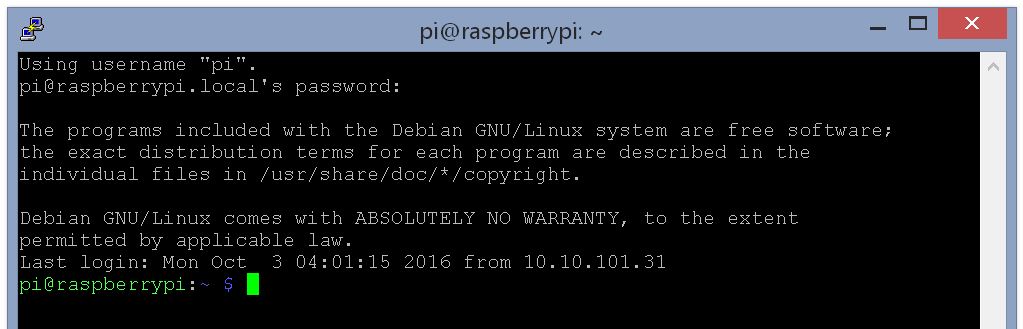 pi@raspberrypi: ~
Using username "pi".
pi@raspberrypi.local's password:
The programs included with the Debian GNU/Linux system are free software;
the exact distribution terms for each program are described in the
individual files in /usr/share/doc/*/copyright.
Debian GNU/Linux comes with ABSOLUTELY NO WARRANTY, to the extent
permitted by applicable law.
Last login: Mon Oct  3 04:01:15 2016 from 10.10.101.31
pi@raspberrypi:~ $